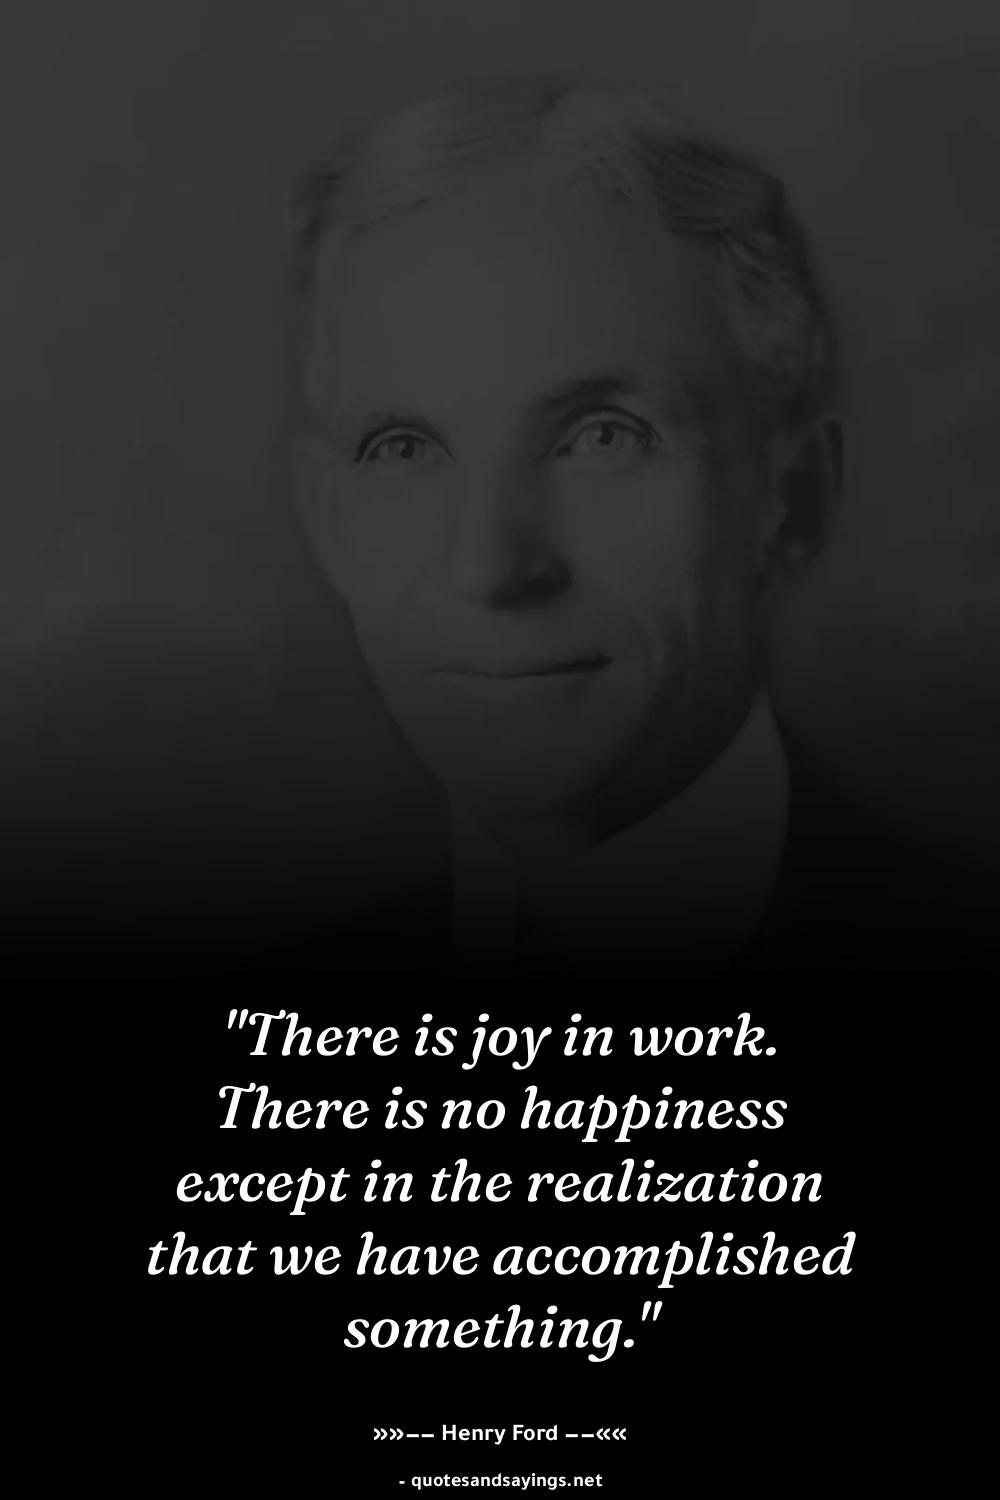 "There is joy in work.
There is no happiness
except in the realization
that we have accomplished
something."
»»–– Henry Ford ––««
- quotesandsayings.net